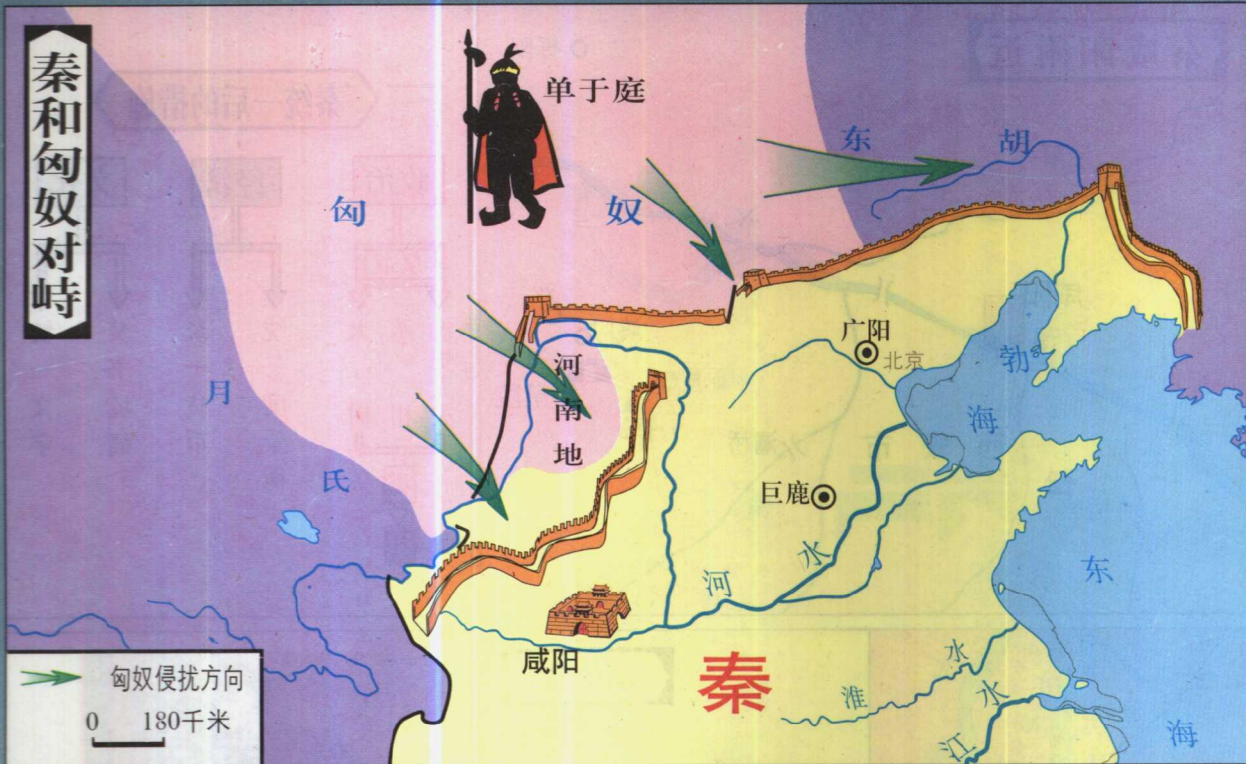 秦和匈奴对峙
单于庭
东胡
匈奴
广阳
北京
河南地
勃海
月氏
巨鹿
河水
东海
咸阳
秦
淮水
江水
匈奴侵扰方向
0 180千米